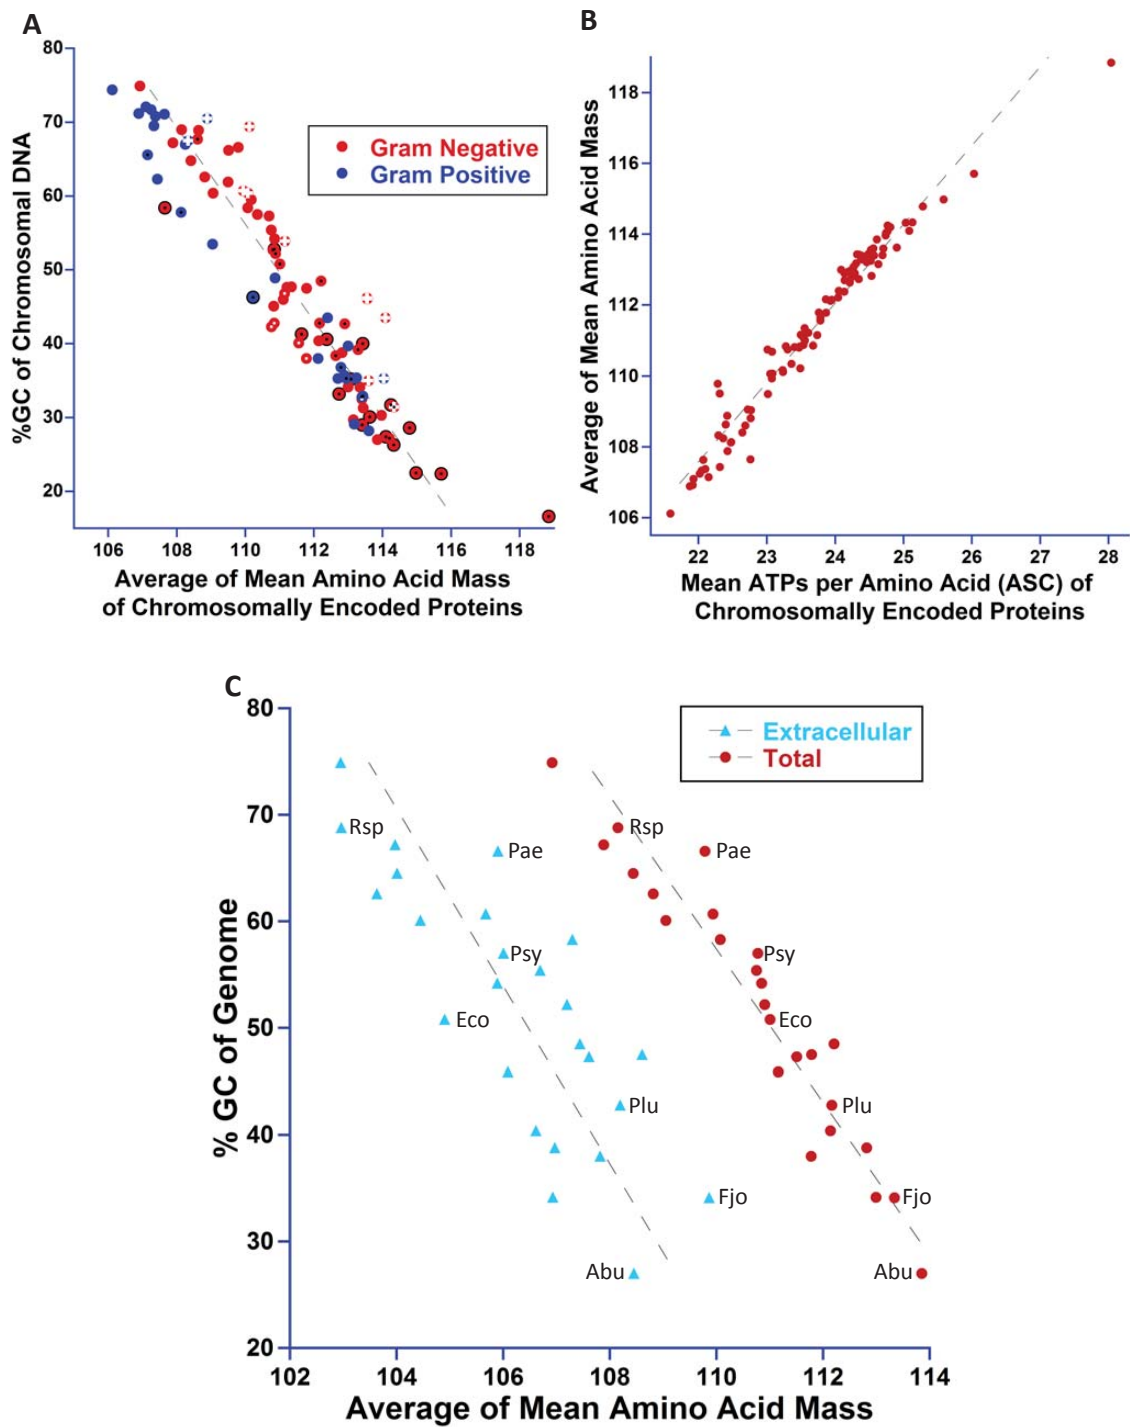 A
80
70
60
50
40
30
20
%GC of Chromosomal DNA
Gram Negative
Gram Positive
106 108 110 112 114 116 118
Average of Mean Amino Acid Mass
of Chromosomally Encoded Proteins
B
118
116
114
112
110
108
106
Average of Mean Amino Acid Mass
22 23 24 25 26 27 28
Mean ATPs per Amino Acid (ASC) of
Chromosomally Encoded Proteins
C
80
70
60
50
40
30
20
% GC of Genome
Extracellular
Total
Rsp
Rsp
Pae
Pae
Psy
Psy
Eco
Eco
Plu
Plu
Fjo
Fjo
Abu
Abu
102 104 106 108 110 112 114
Average of Mean Amino Acid Mass